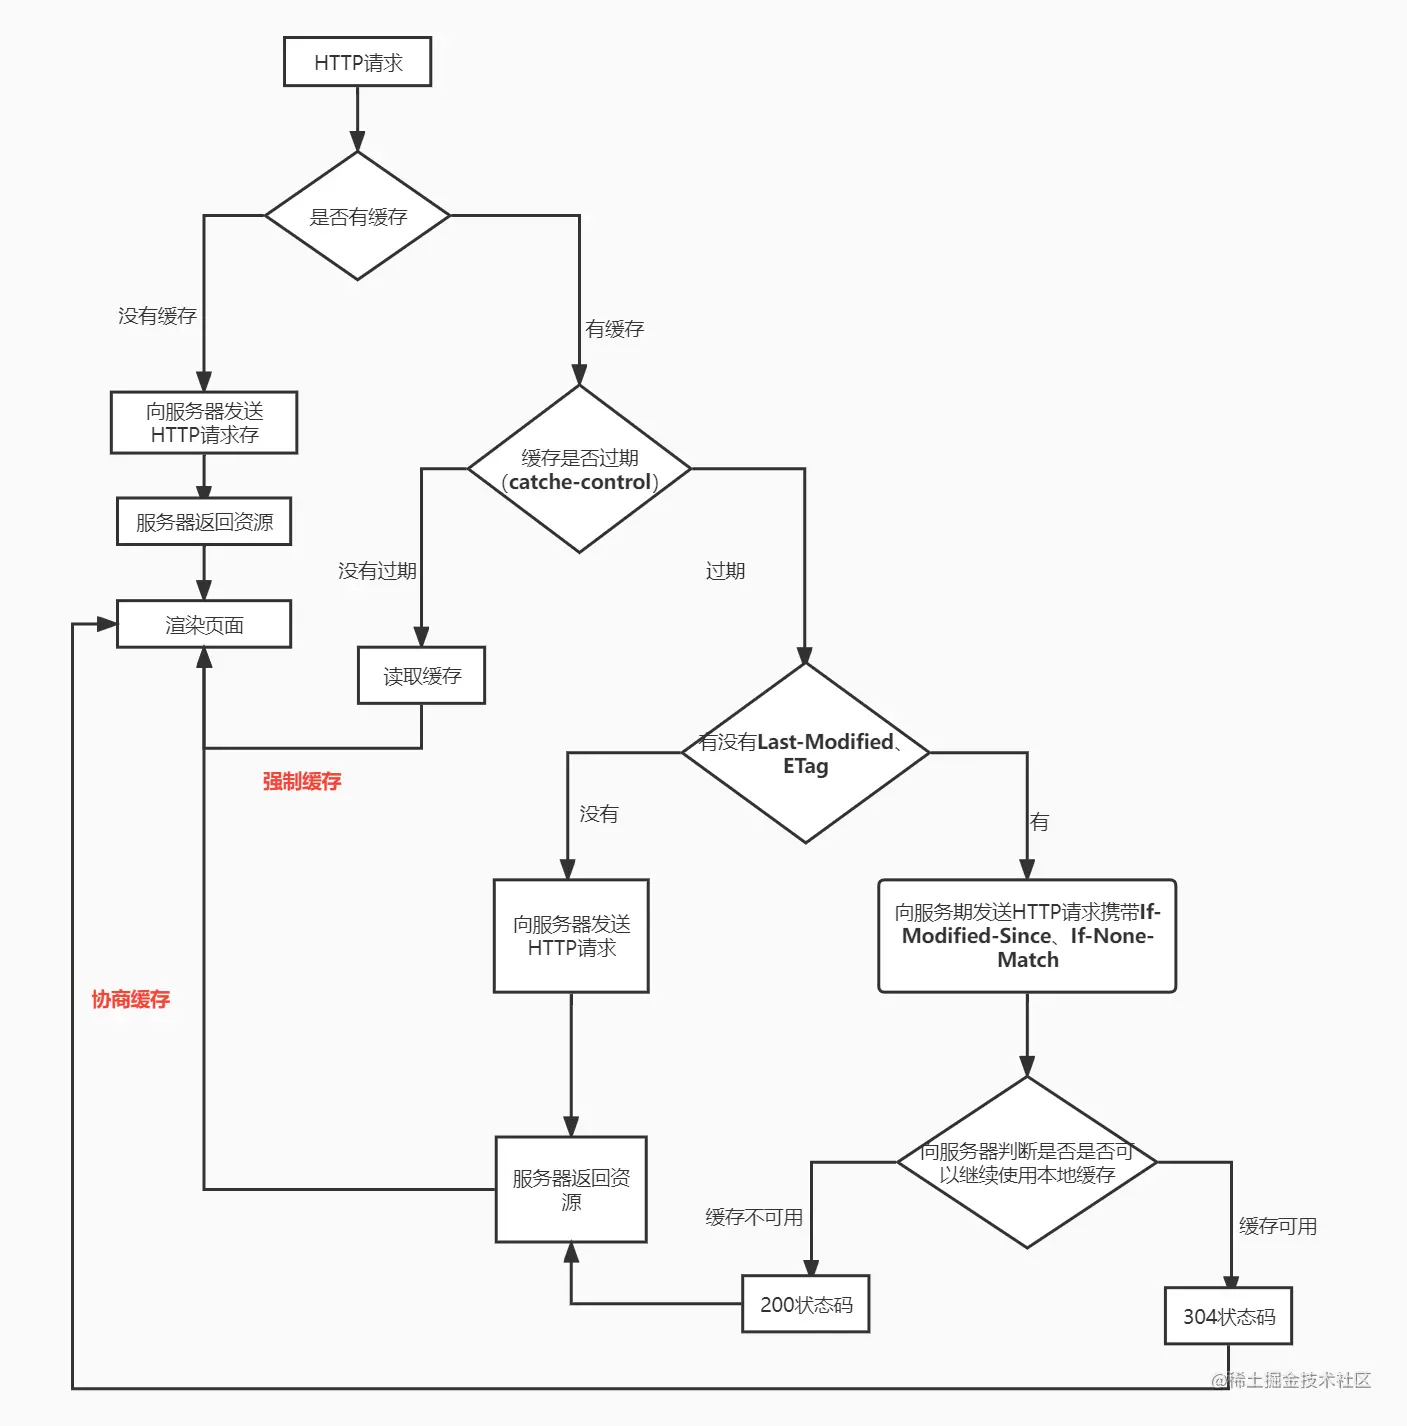 HTTP请求
是否有缓存
没有缓存
有缓存
向服务器发送
HTTP请求存
缓存是否过期
（catche-control）
服务器返回资源
没有过期
过期
渲染页面
读取缓存
有没有Last-Modified、
ETag
强制缓存
没有
有
向服务器发送
HTTP请求
向服务期发送HTTP请求携带If-
Modified-Since、If-None-
Match
协商缓存
向服务器判断是否是否可
以继续使用本地缓存
服务器返回资
源
缓存不可用
缓存可用
200状态码
304状态码
@稀土掘金技术社区